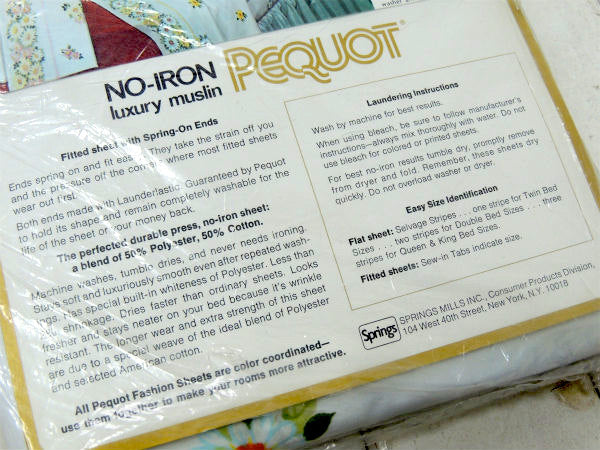 washer a
NO-IRON
luxury muslin
PEQUOT®
Fitted sheet with Spring-On Ends
Ends spring on and fit easily. They take the strain off you
and the pressure off the corners where most fitted sheets
wear out first.
Both ends made with Launderlastic. Guaranteed by Pequot
to hold its shape and remain completely washable for the
life of the sheet or your money back.
The perfected durable press, no-iron sheet:
a blend of 50% Polyester, 50% Cotton.
Machine washes, tumble dries, and never needs ironing.
Stays soft and luxuriously smooth even after repeated wash-
ings. Has special built-in whiteness of Polyester. Less than
shrinkage. Dries faster than ordinary sheets. Looks
fresher and stays neater on your bed because it's wrinkle
resistant. The longer wear and extra strength of this sheet
are due to a special weave of the ideal blend of Polyester
and selected American cotton.
All Pequot Fashion Sheets are color coordinated—
use them together to make your rooms more attractive.
Laundering Instructions
Wash by machine for best results.
When using bleach, be sure to follow manufacturer's
instructions—always mix thoroughly with water. Do not
use bleach for colored or printed sheets.
For best no-iron results tumble dry, promptly remove
from dryer and fold. Remember, these sheets dry
quickly. Do not overload washer or dryer.
Easy Size Identification
Flat sheet: Selvage Stripes . . . one stripe for Twin Bed
Sizes . . . two stripes for Double Bed Sizes . . . three
stripes for Queen & King Bed Sizes.
Fitted sheets: Sew-in Tabs indicate size.
Springs
SPRINGS MILLS INC., Consumer Products Division,
104 West 40th Street, New York, N.Y. 10018